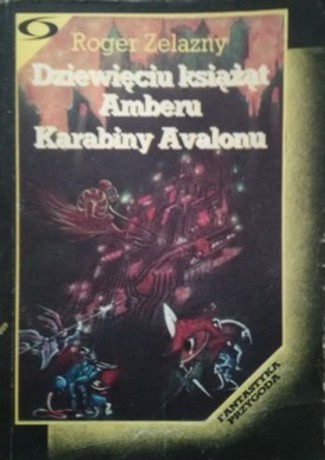 Roger Zelazny
Dziewięciu książąt
Amberu
Karabiny Avalonu
FANTASTYKA
PRZYGODA